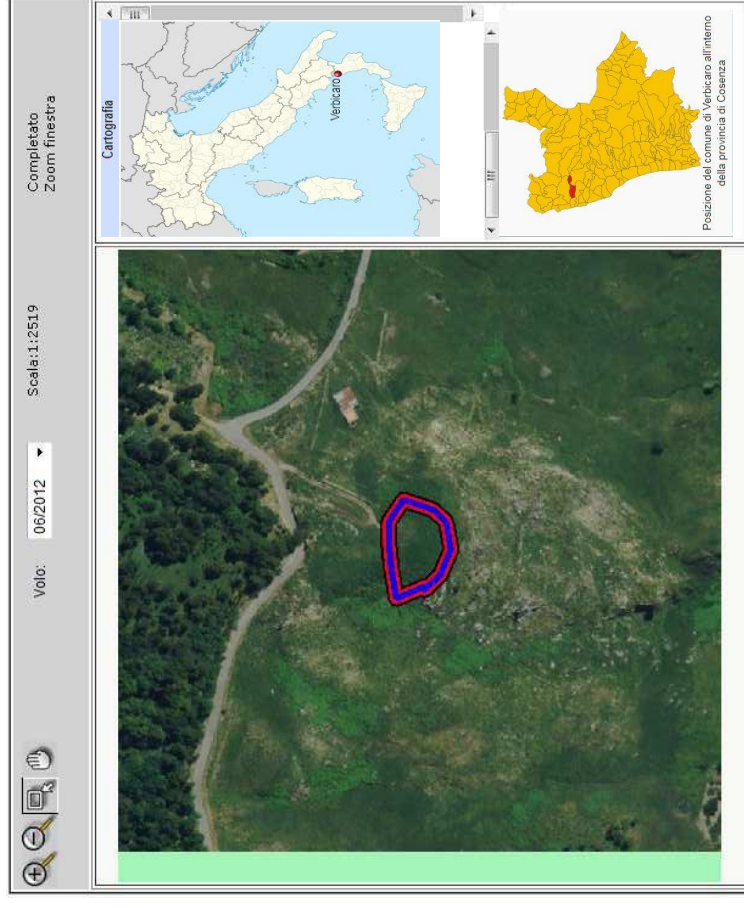 Volo:
06/2012
Scala:1:2519
Completato
Zoom finestra
Cartografia
Verbicaro
Posizione del comune di Verbicaro all'interno
della provincia di Cosenza